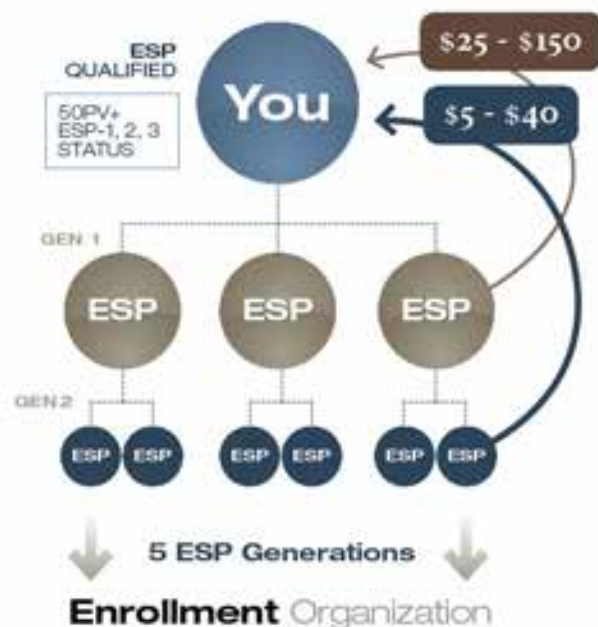 $25 - $150
ESP
QUALIFIED
You
$5 - $40
50PV+
ESP-1, 2, 3
STATUS
GEN. 1
ESP ESP ESP
GEN 2
ESP ESP ESP ESP ESP ESP
5 ESP Generations
Enrollment Organization